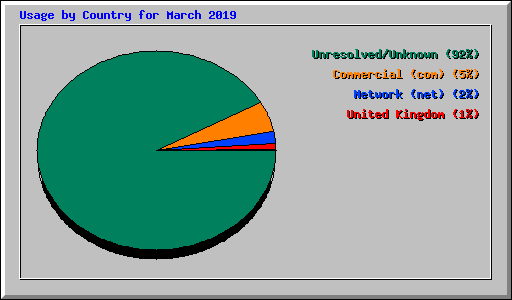 Usage by Country for March 2019
Unresolved/Unknown (92%)
Commercial (com) (5%)
Network (net) (2%)
United Kingdom (1%)